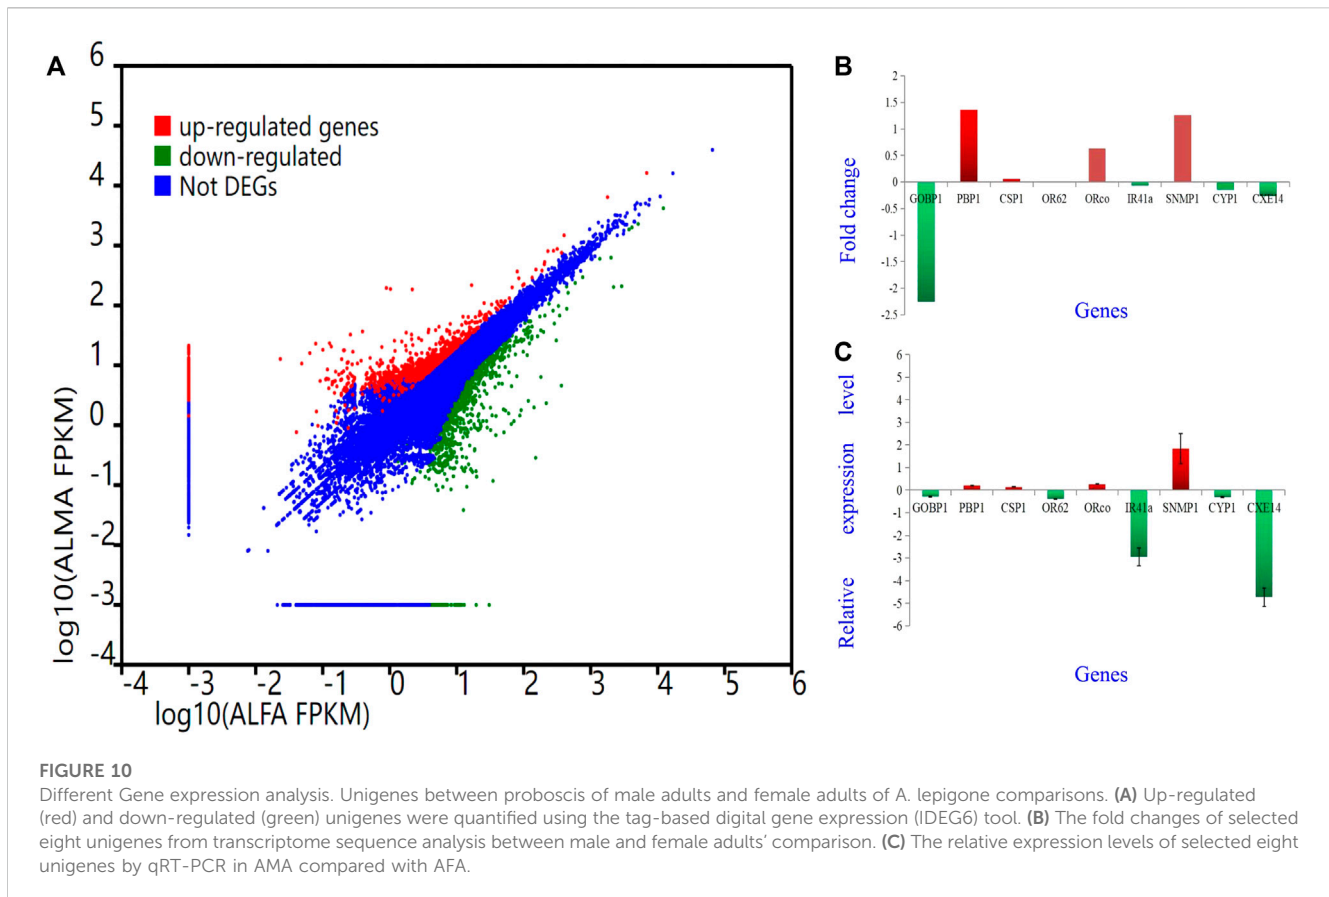 A
6
5
4
3
2
1
0
-1
-2
-3
-4
log10(ALMA FPKM)
up-regulated genes
down-regulated
Not DEGs
-4 -3 -2 -1 0 1 2 3 4 5 6
log10(ALFA FPKM)
B
2
1.5
1
0.5
0
-0.5
-1
-1.5
-2
-2.5
Fold change
GOBP1 PBP1 CSP1 OR62 ORco IR41a SNMP1 CYP1 CXE14
Genes
C
6
5
4
3
2
1
0
-1
-2
-3
-4
-5
-6
Relative expression level
GOBP1 PBP1 CSP1 OR62 ORco IR41a SNMP1 CYP1 CXE14
Genes
FIGURE 10
Different Gene expression analysis. Unigenes between proboscis of male adults and female adults of A. lepigone comparisons. (A) Up-regulated
(red) and down-regulated (green) unigenes were quantified using the tag-based digital gene expression (IDEG6) tool. (B) The fold changes of selected
eight unigenes from transcriptome sequence analysis between male and female adults’ comparison. (C) The relative expression levels of selected eight
unigenes by qRT-PCR in AMA compared with AFA.